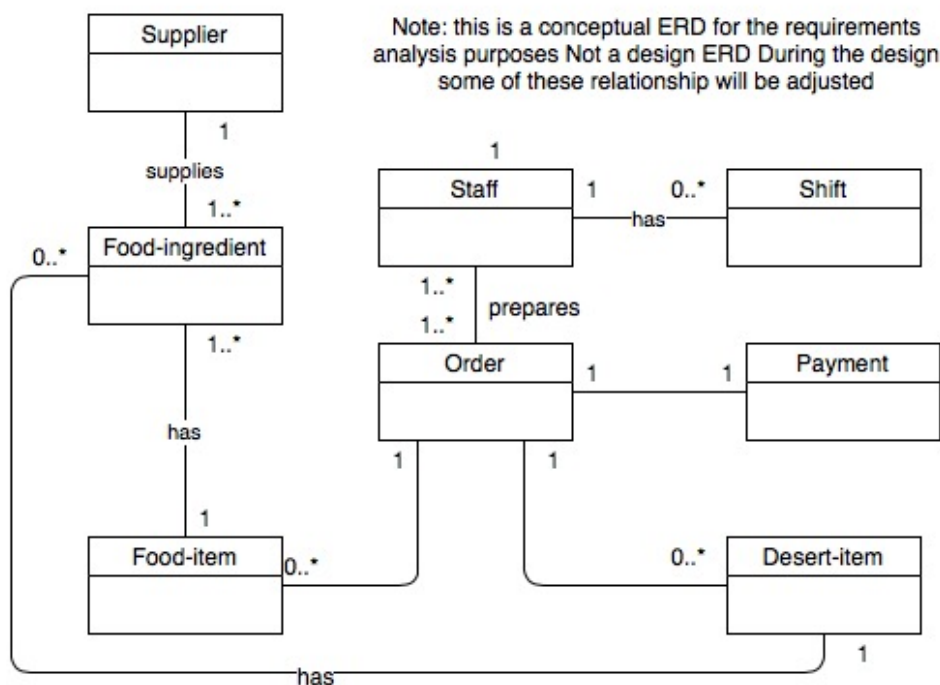 Supplier
Note: this is a conceptual ERD for the requirements
analysis purposes Not a design ERD During the design
some of these relationship will be adjusted
1
supplies
1..*
Food-ingredient
0..*
1..*
has
1
Food-item
0..*
1
Staff
1
0..*
has
Shift
1..*
prepares
1..*
Order
1
1
Payment
1
1
0..*
Desert-item
1
has